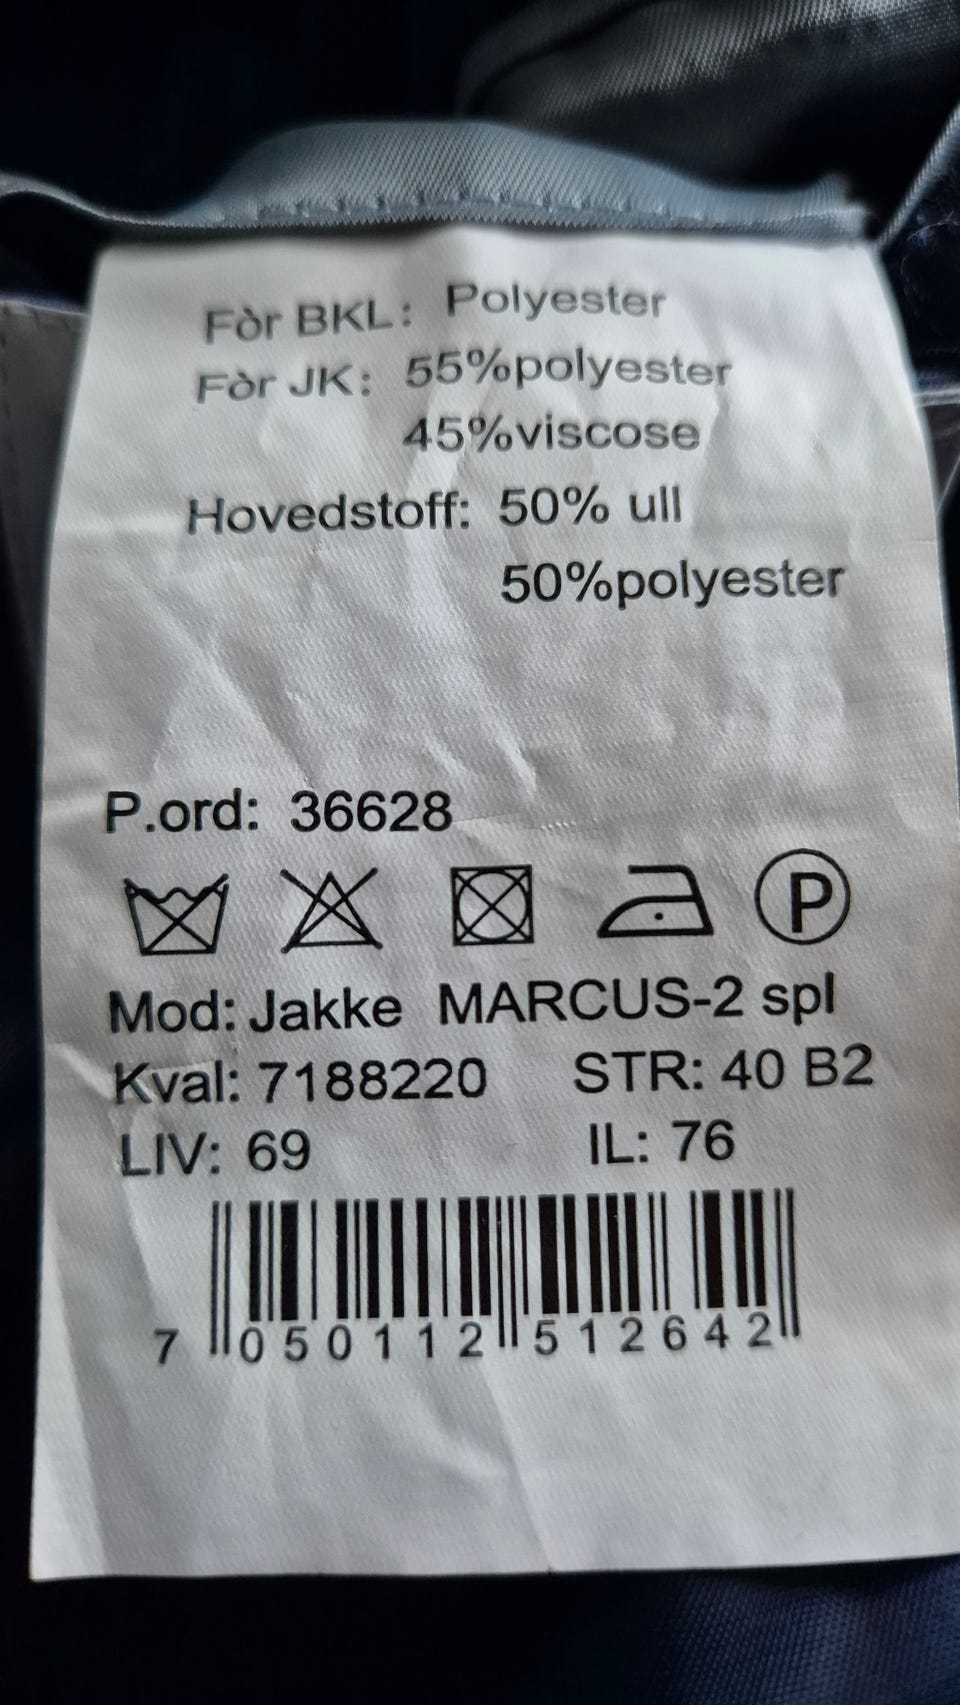 Fòr BKL: Polyester
Fòr JK: 55%polyester
45%viscose
Hovedstoff: 50% ull
50%polyester
P.ord: 36628
P
Mod: Jakke MARCUS-2 spl
Kval: 7188220 STR: 40 B2
LIV: 69 IL: 76
7 050112 512642